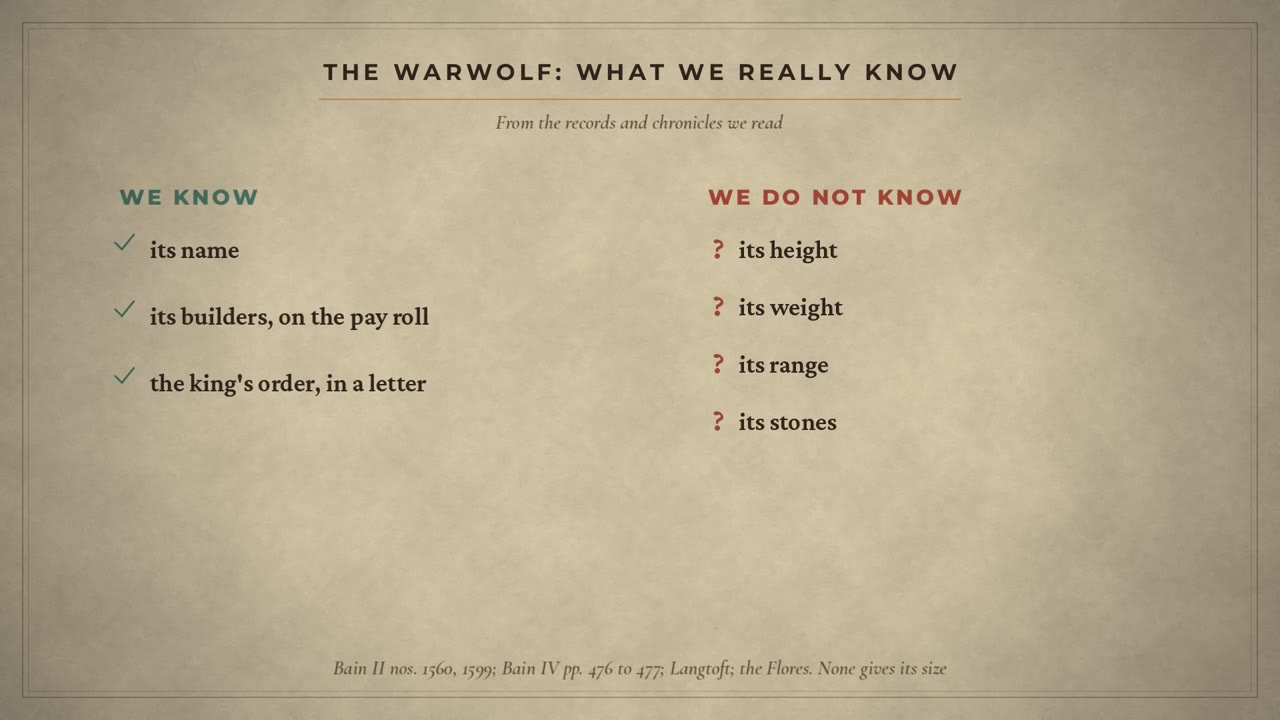 THE WARWOLF: WHAT WE REALLY KNOW
From the records and chronicles we read
WE KNOW
its name
its builders, on the pay roll
the king's order, in a letter
WE DO NOT KNOW
? its height
? its weight
? its range
? its stones
Bain II nos. 1560, 1599; Bain IV pp. 476 to 477; Langtoft; the Flores. None gives its size